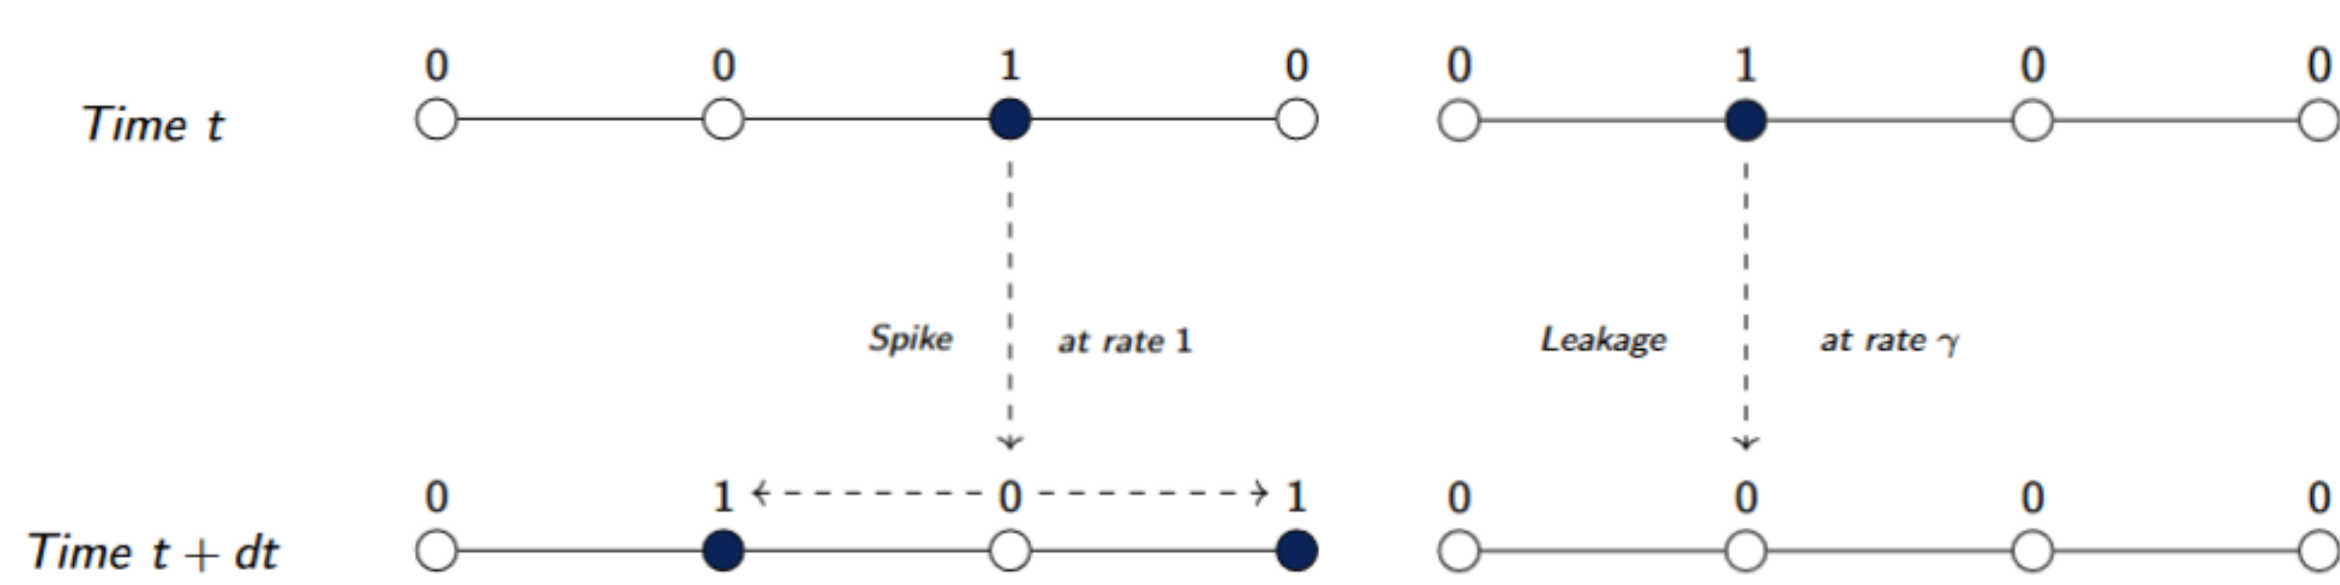 0 0 1 0 0 1 0 0
Time t
Spike at rate 1 Leakage at rate γ
0 1 0 1 0 0 0 0
Time t + dt